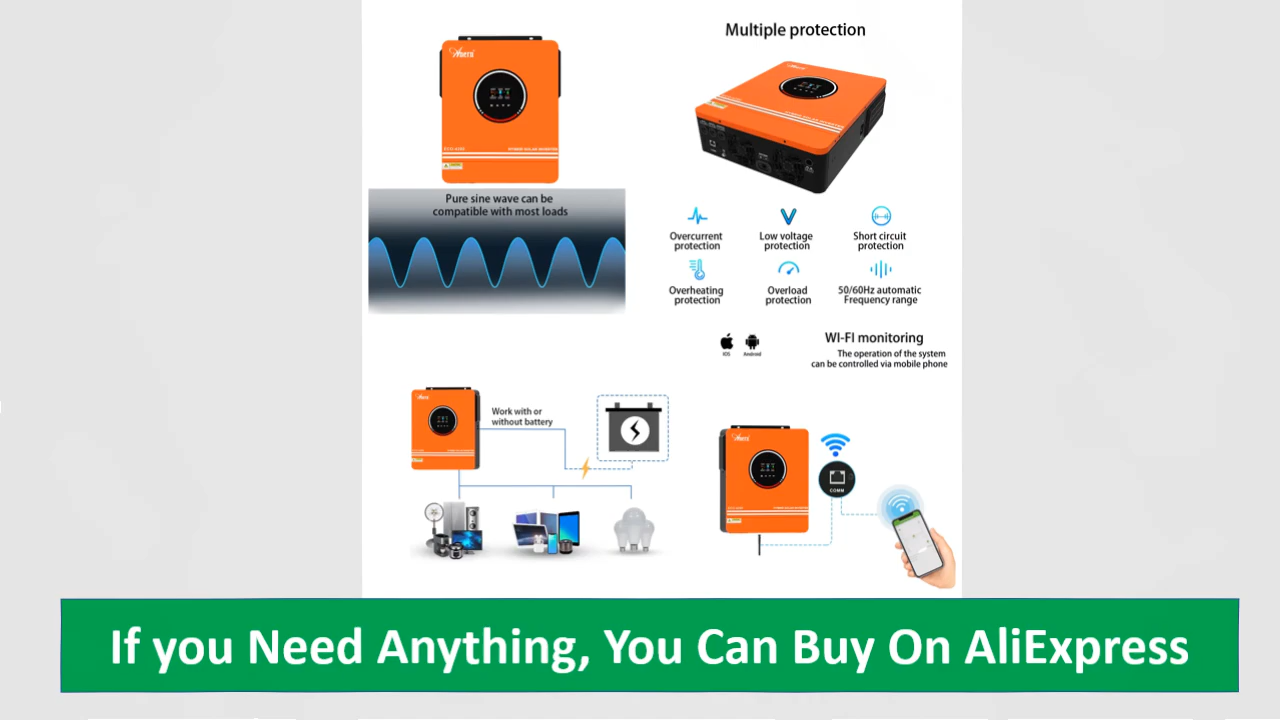 Anern
Pure sine wave can be
compatible with most loads
Multiple protection
Overcurrent
protection
Low voltage
protection
Short circuit
protection
Overheating
protection
Overload
protection
50/60Hz automatic
Frequency range
IOS
Android
WI-FI monitoring
The operation of the system
can be controlled via mobile phone
Work with or
without battery
COMM
If you Need Anything, You Can Buy On AliExpress